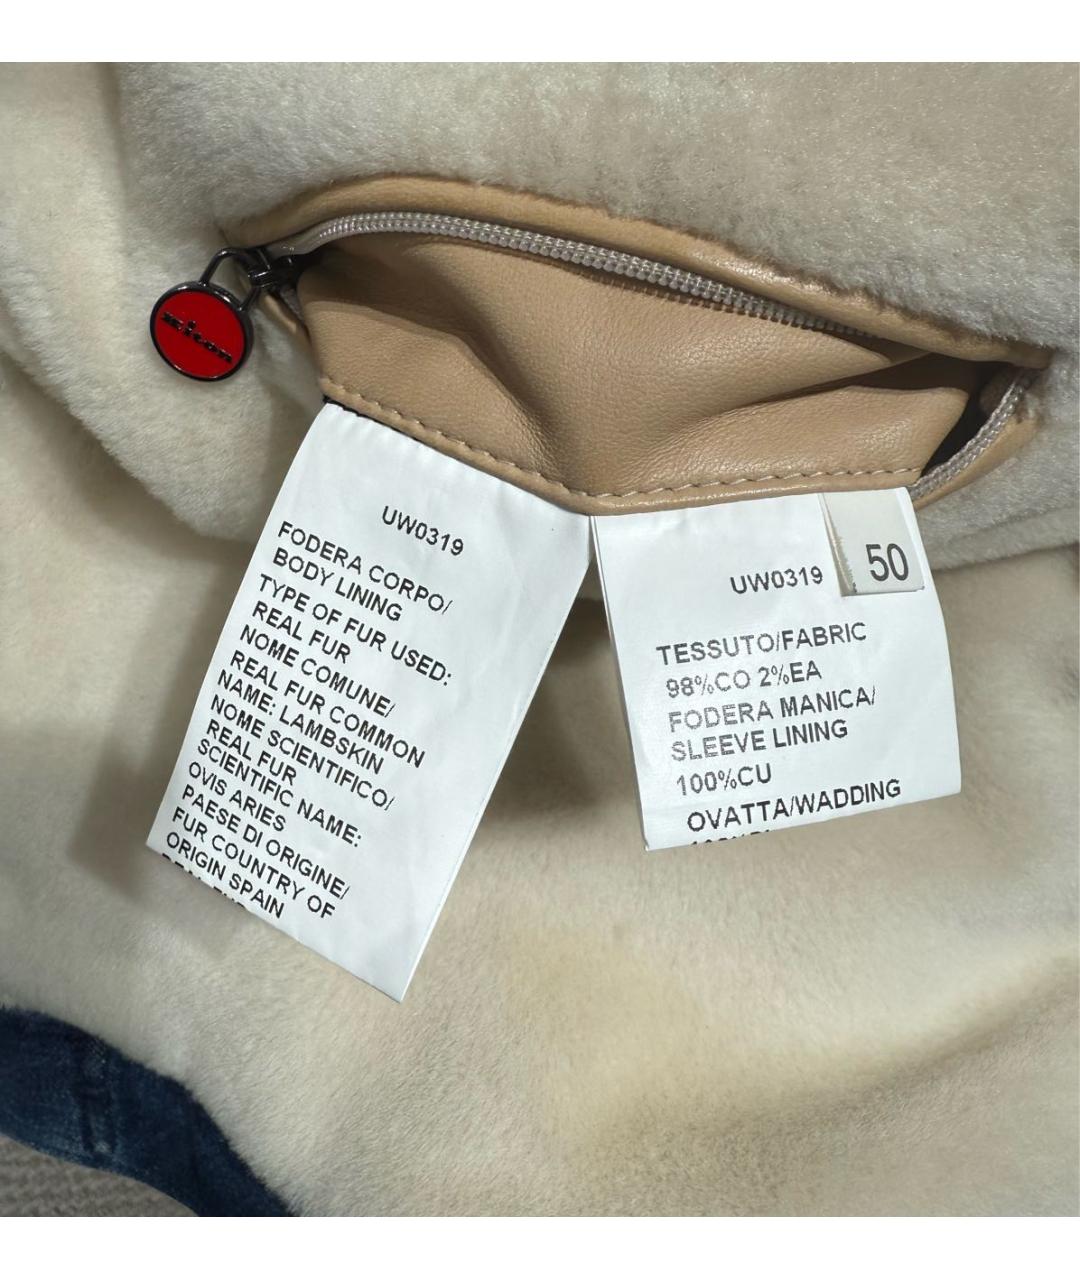 Kiton
UW0319
FODERA CORPO/
BODY LINING
TYPE OF FUR USED:
REAL FUR
NOME COMUNE/
REAL FUR COMMON
NAME: LAMBSKIN
NOME SCIENTIFICO/
REAL FUR
SCIENTIFIC NAME:
OVIS ARIES
PAESE DI ORIGINE/
FUR COUNTRY OF
ORIGIN SPAIN
UW0319
50
TESSUTO/FABRIC
98%CO 2%EA
FODERA MANICA/
SLEEVE LINING
100%CU
OVATTA/WADDING